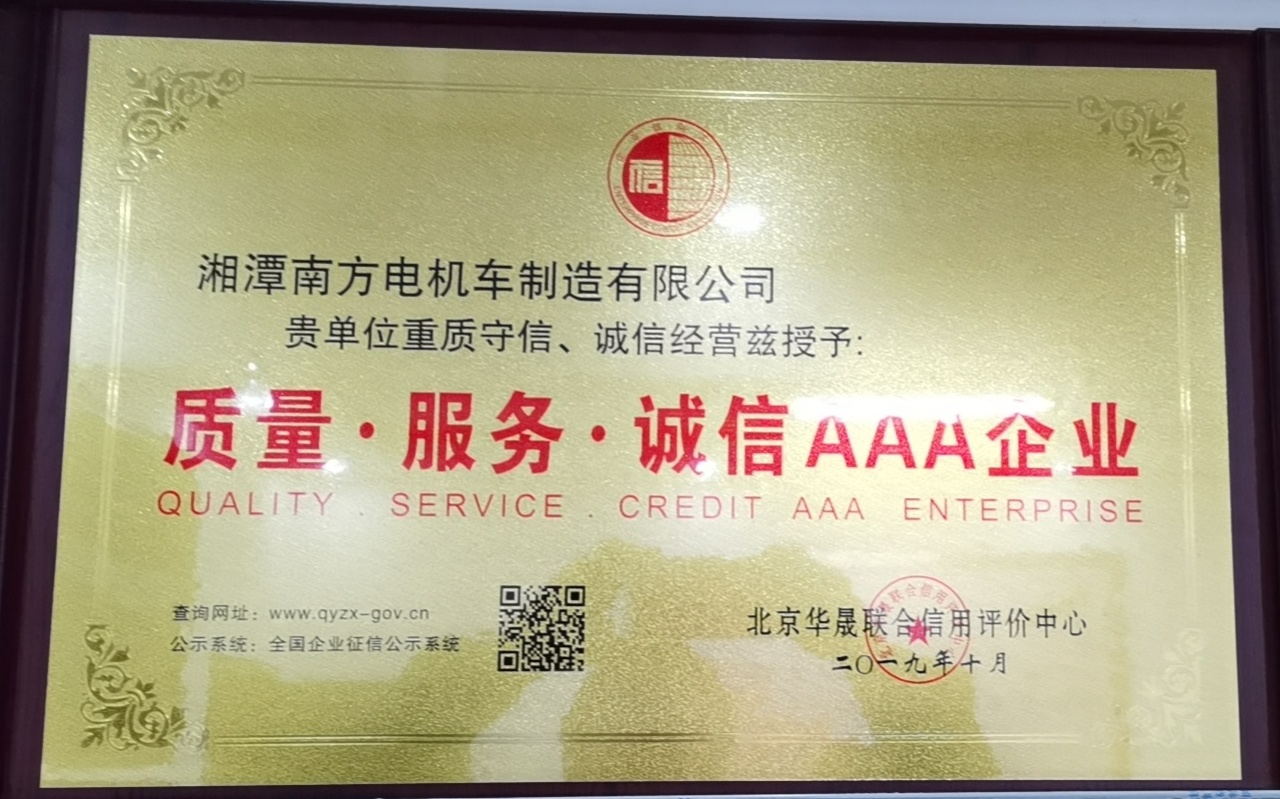 信
湘潭南方电机车制造有限公司
贵单位重质守信、诚信经营兹授予:
质量·服务·诚信AAA企业
QUALITY . SERVICE . CREDIT AAA ENTERPRISE
查询网址：www.qyzx-gov.cn
公示系统：全国企业征信公示系统
北京华晟联合信用评价中心
二〇一九年十月